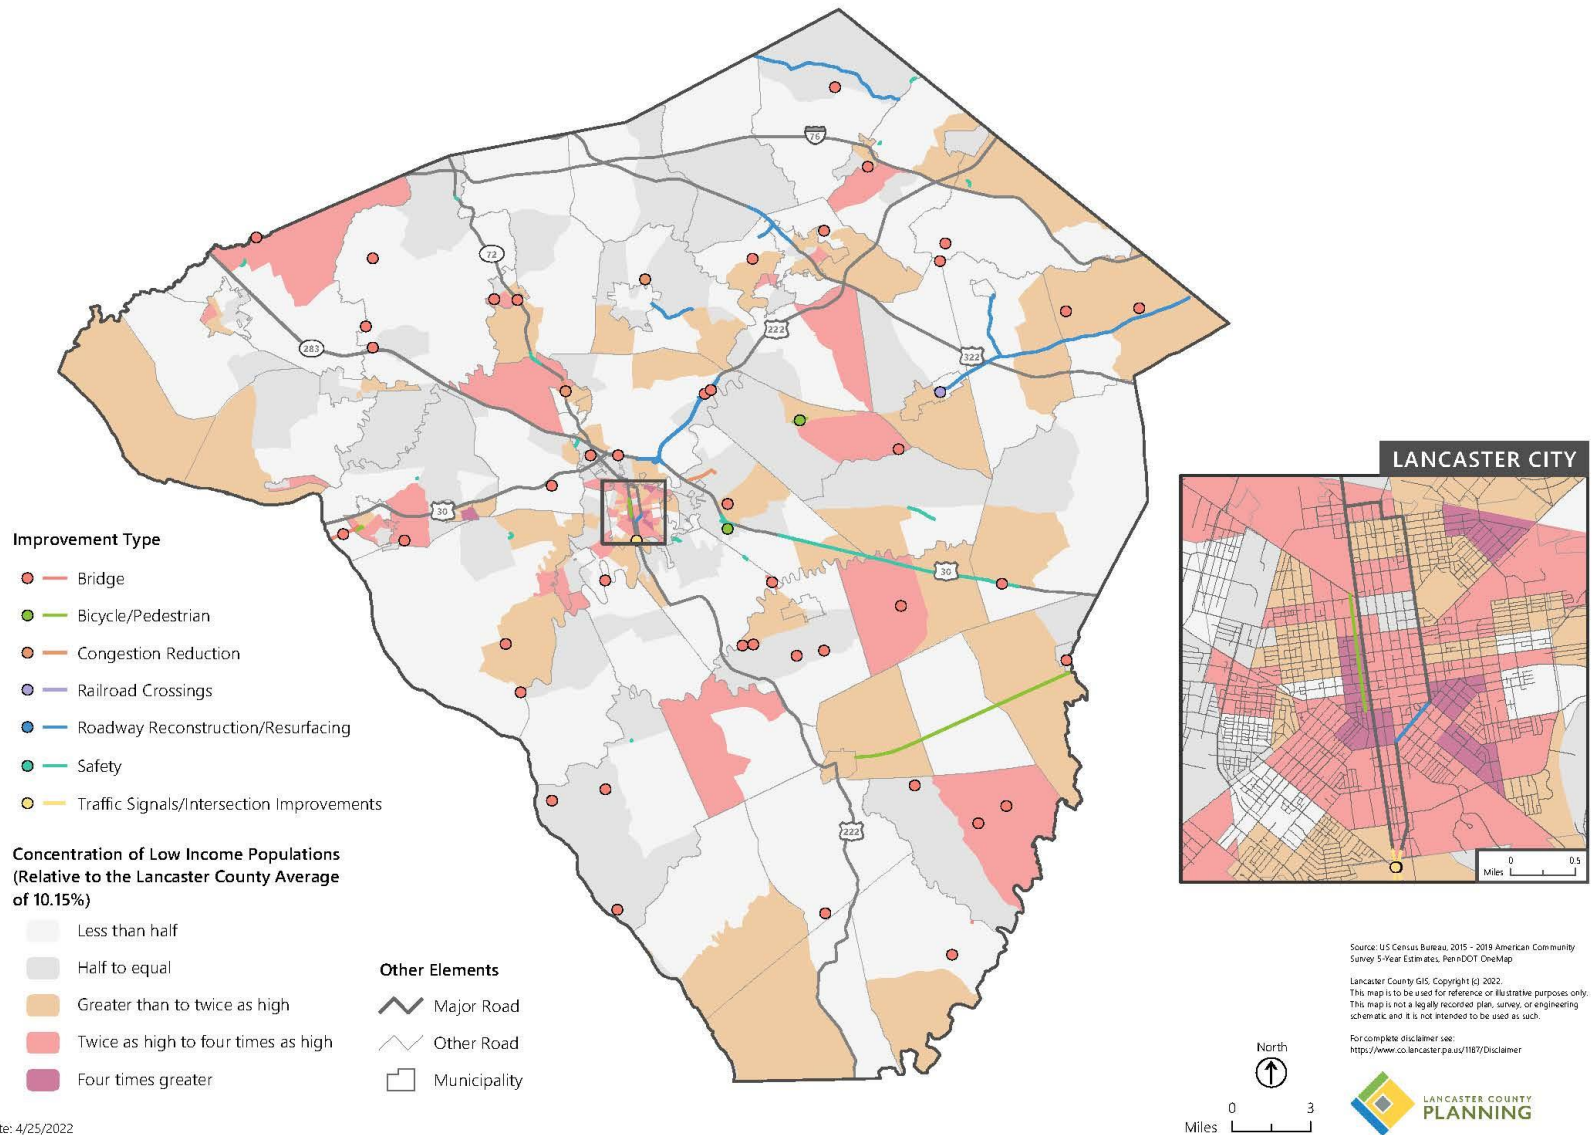 76
72
283
222
322
30
30
222
LANCASTER CITY
0 0.5
Miles
Improvement Type
Bridge
Bicycle/Pedestrian
Congestion Reduction
Railroad Crossings
Roadway Reconstruction/Resurfacing
Safety
Traffic Signals/Intersection Improvements
Concentration of Low Income Populations
(Relative to the Lancaster County Average
of 10.15%)
Less than half
Half to equal
Greater than to twice as high
Twice as high to four times as high
Four times greater
Other Elements
Major Road
Other Road
Municipality
Source: US Census Bureau, 2015 - 2019 American Community
Survey 5-Year Estimates, PennDOT OneMap
Lancaster County GIS, Copyright (c) 2022.
This map is to be used for reference or illustrative purposes only.
This map is not a legally recorded plan, survey, or engineering
schematic and it is not intended to be used as such.
For complete disclaimer see:
https://www.co.lancaster.pa.us/1187/Disclaimer
North
0 3
Miles
LANCASTER COUNTY
PLANNING
te: 4/25/2022